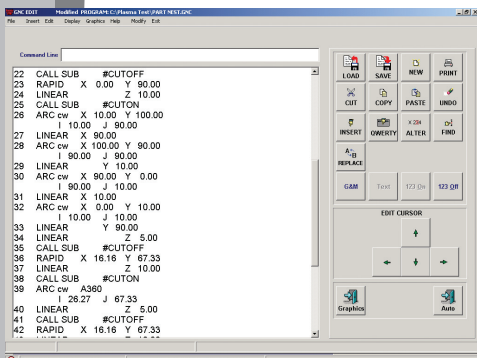 GNC EDIT Modified PROGRAM: C:\Plasma Test\PART NEST.GNC
File Insert Edit Display Graphics Help Modify Exit
Command Line
22 CALL SUB #CUTOFF
23 RAPID X 0.00 Y 90.00
24 LINEAR Z 10.00
25 CALL SUB #CUTON
26 ARC cw X 10.00 Y 100.00
I 10.00 J 90.00
27 LINEAR X 90.00
28 ARC cw X 100.00 Y 90.00
I 90.00 J 90.00
29 LINEAR Y 10.00
30 ARC cw X 90.00 Y 0.00
I 90.00 J 10.00
31 LINEAR X 10.00
32 ARC cw X 0.00 Y 10.00
I 10.00 J 10.00
33 LINEAR Y 90.00
34 LINEAR Z 5.00
35 CALL SUB #CUTOFF
36 RAPID X 16.16 Y 67.33
37 LINEAR Z 10.00
38 CALL SUB #CUTON
39 ARC cw A360
I 26.27 J 67.33
40 LINEAR Z 5.00
41 CALL SUB #CUTOFF
42 RAPID X 16.16 Y 67.33
LOAD SAVE NEW PRINT
CUT COPY PASTE UNDO
INSERT QWERTY ALTER FIND
REPLACE
G&M Text 123 On 123 Off
EDIT CURSOR
Graphics Auto